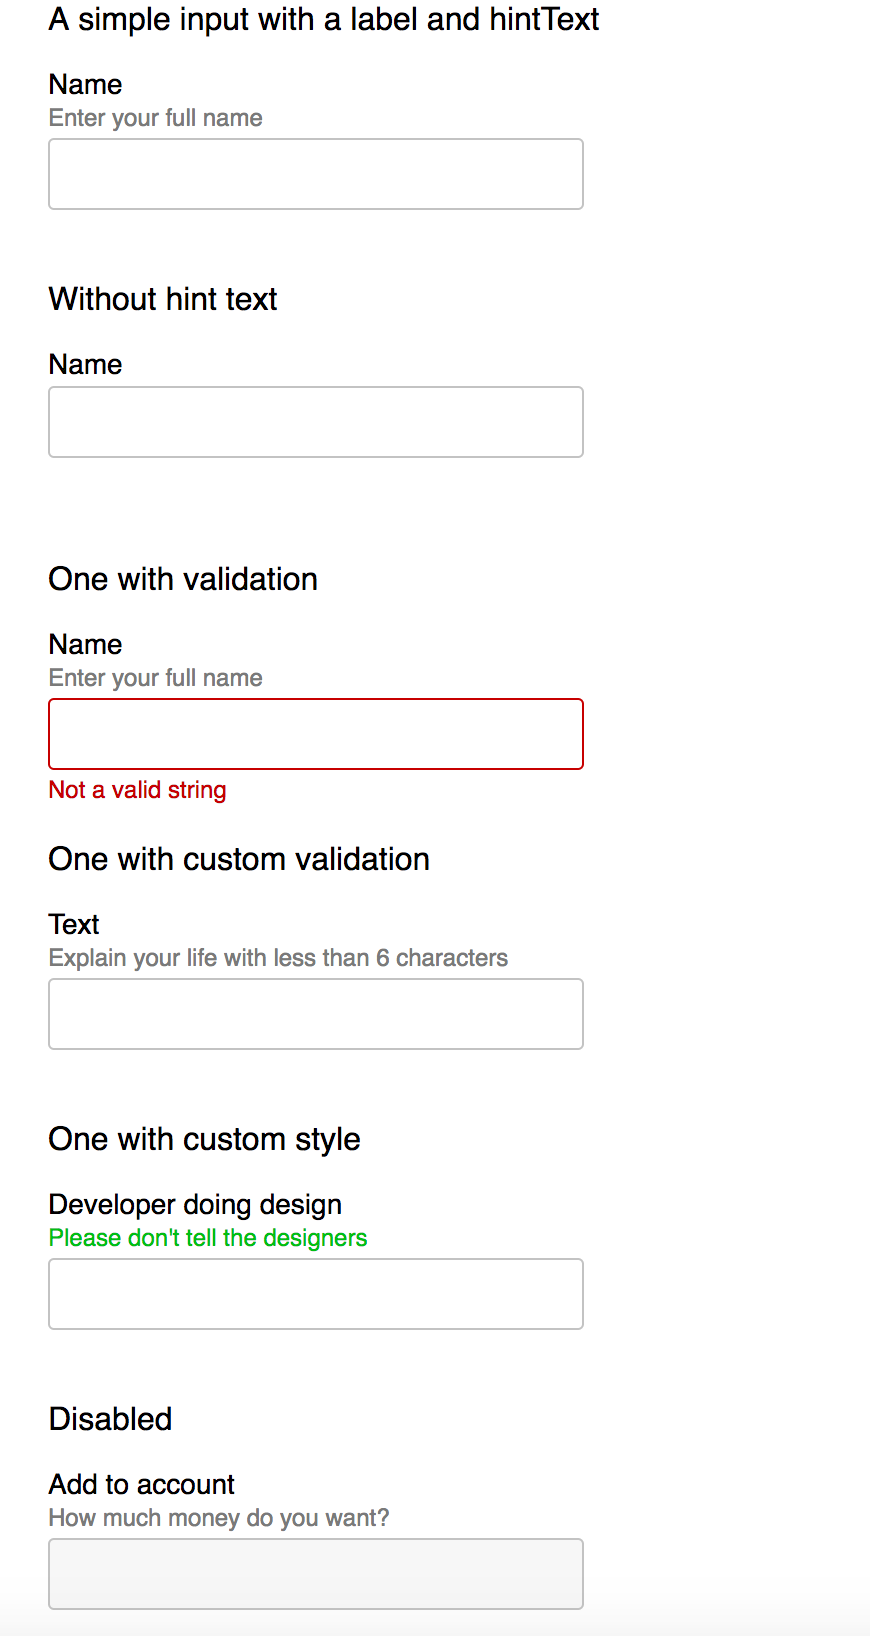 A simple input with a label and hintText
Name
Enter your full name
Without hint text
Name
One with validation
Name
Enter your full name
Not a valid string
One with custom validation
Text
Explain your life with less than 6 characters
One with custom style
Developer doing design
Please don't tell the designers
Disabled
Add to account
How much money do you want?